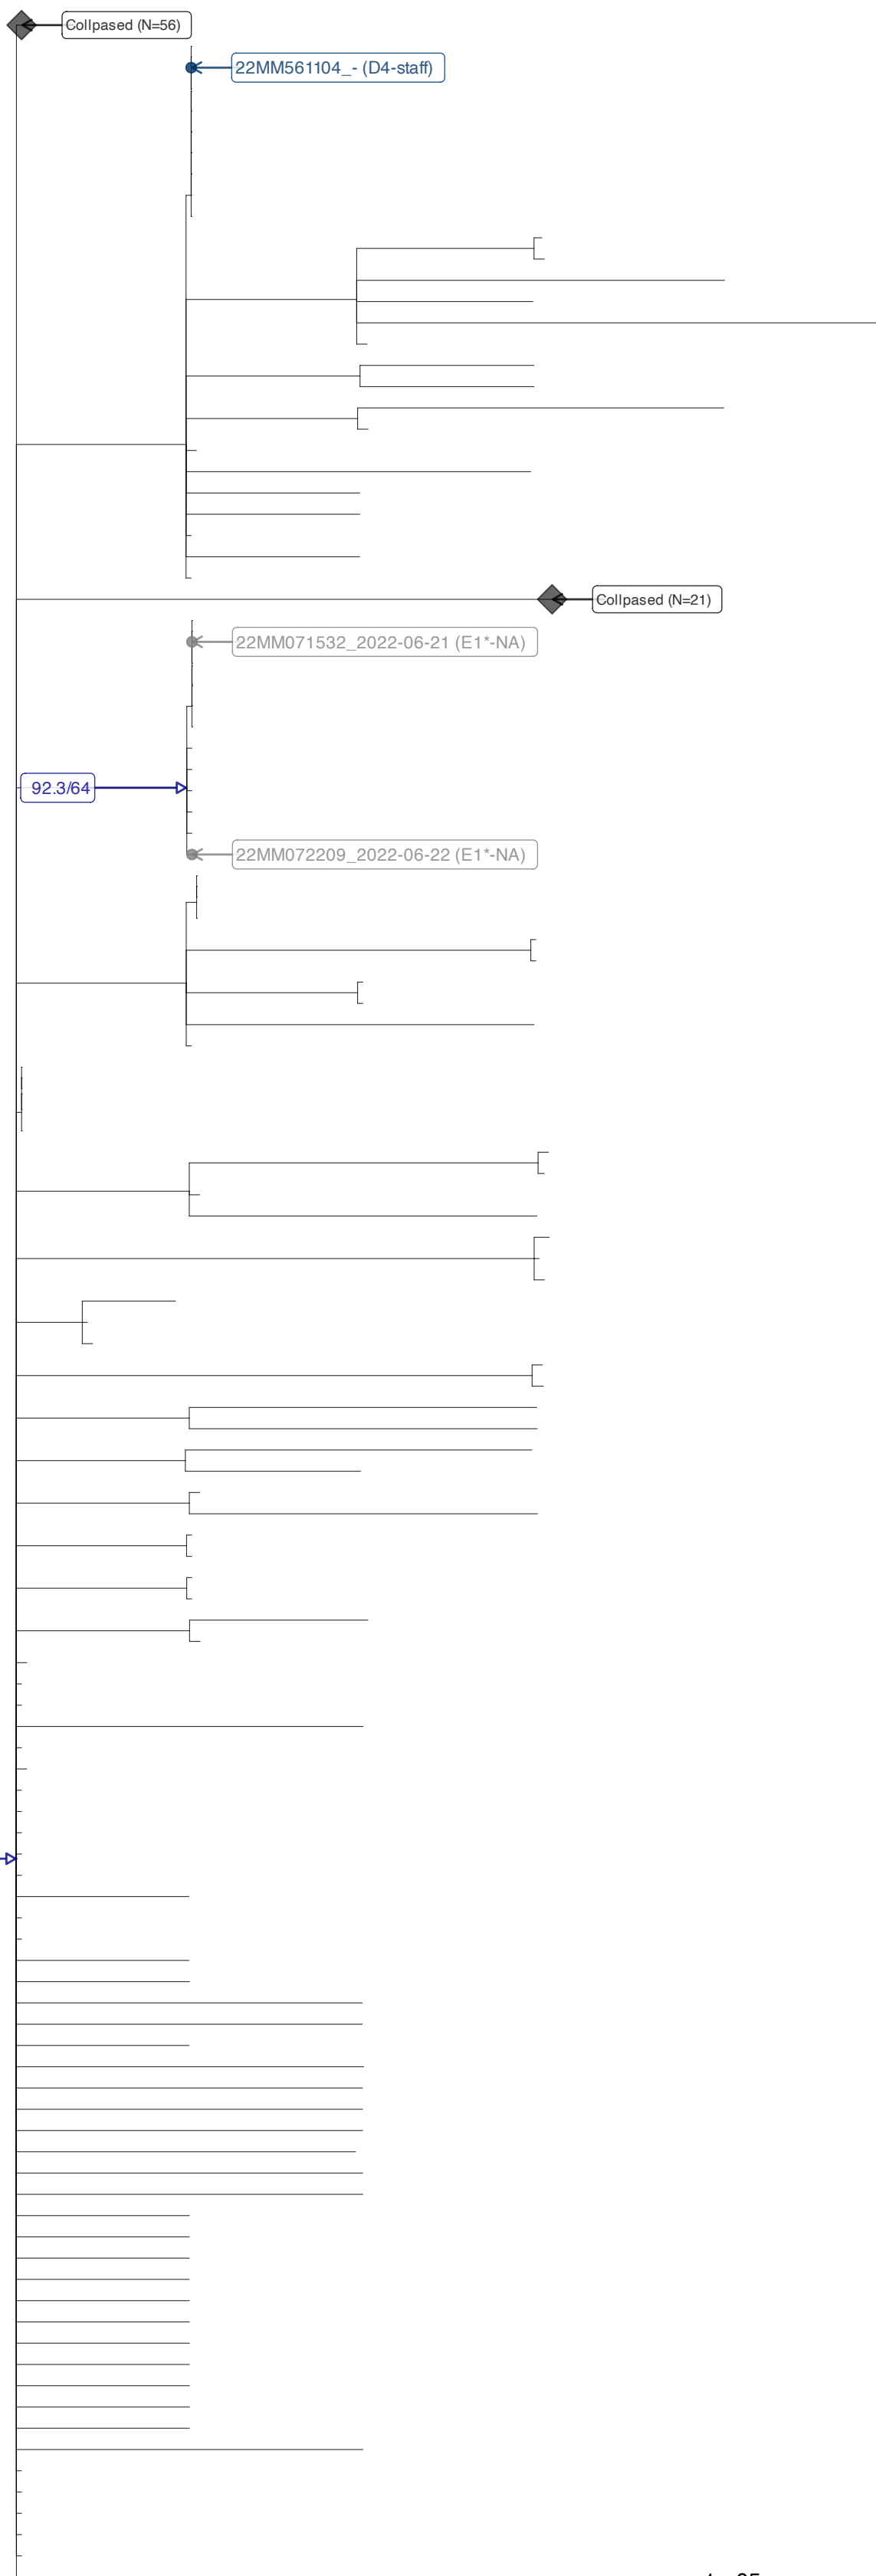 Collpased (N=56)
22MM561104_- (D4-staff)
Collpased (N=21)
22MM071532_2022-06-21 (E1*-NA)
92.3/64
22MM072209_2022-06-22 (E1*-NA)